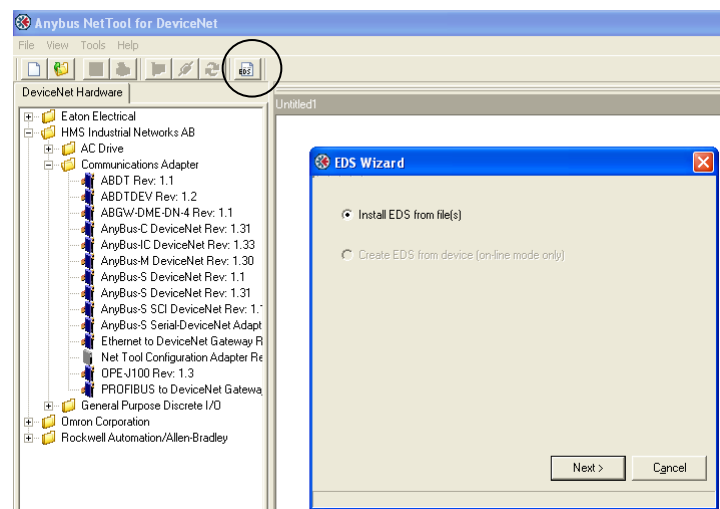 Anybus NetTool for DeviceNet
File View Tools Help
EDS
DeviceNet Hardware
Untitled1
Eaton Electrical
HMS Industrial Networks AB
AC Drive
Communications Adapter
ABDT Rev: 1.1
ABDTDEV Rev: 1.2
ABGW-DME-DN-4 Rev: 1.1
AnyBus-C DeviceNet Rev: 1.31
AnyBus-IC DeviceNet Rev: 1.33
AnyBus-M DeviceNet Rev: 1.30
AnyBus-S DeviceNet Rev: 1.1
AnyBus-S DeviceNet Rev: 1.31
AnyBus-S SCI DeviceNet Rev: 1.
AnyBus-S Serial-DeviceNet Adapt
Ethernet to DeviceNet Gateway R
Net Tool Configuration Adapter Re
OPE-J100 Rev: 1.3
PROFIBUS to DeviceNet Gatewa
General Purpose Discrete I/O
Omron Corporation
Rockwell Automation/Allen-Bradley
EDS Wizard
Install EDS from file(s)
Create EDS from device (on-line mode only)
Next >
Cancel